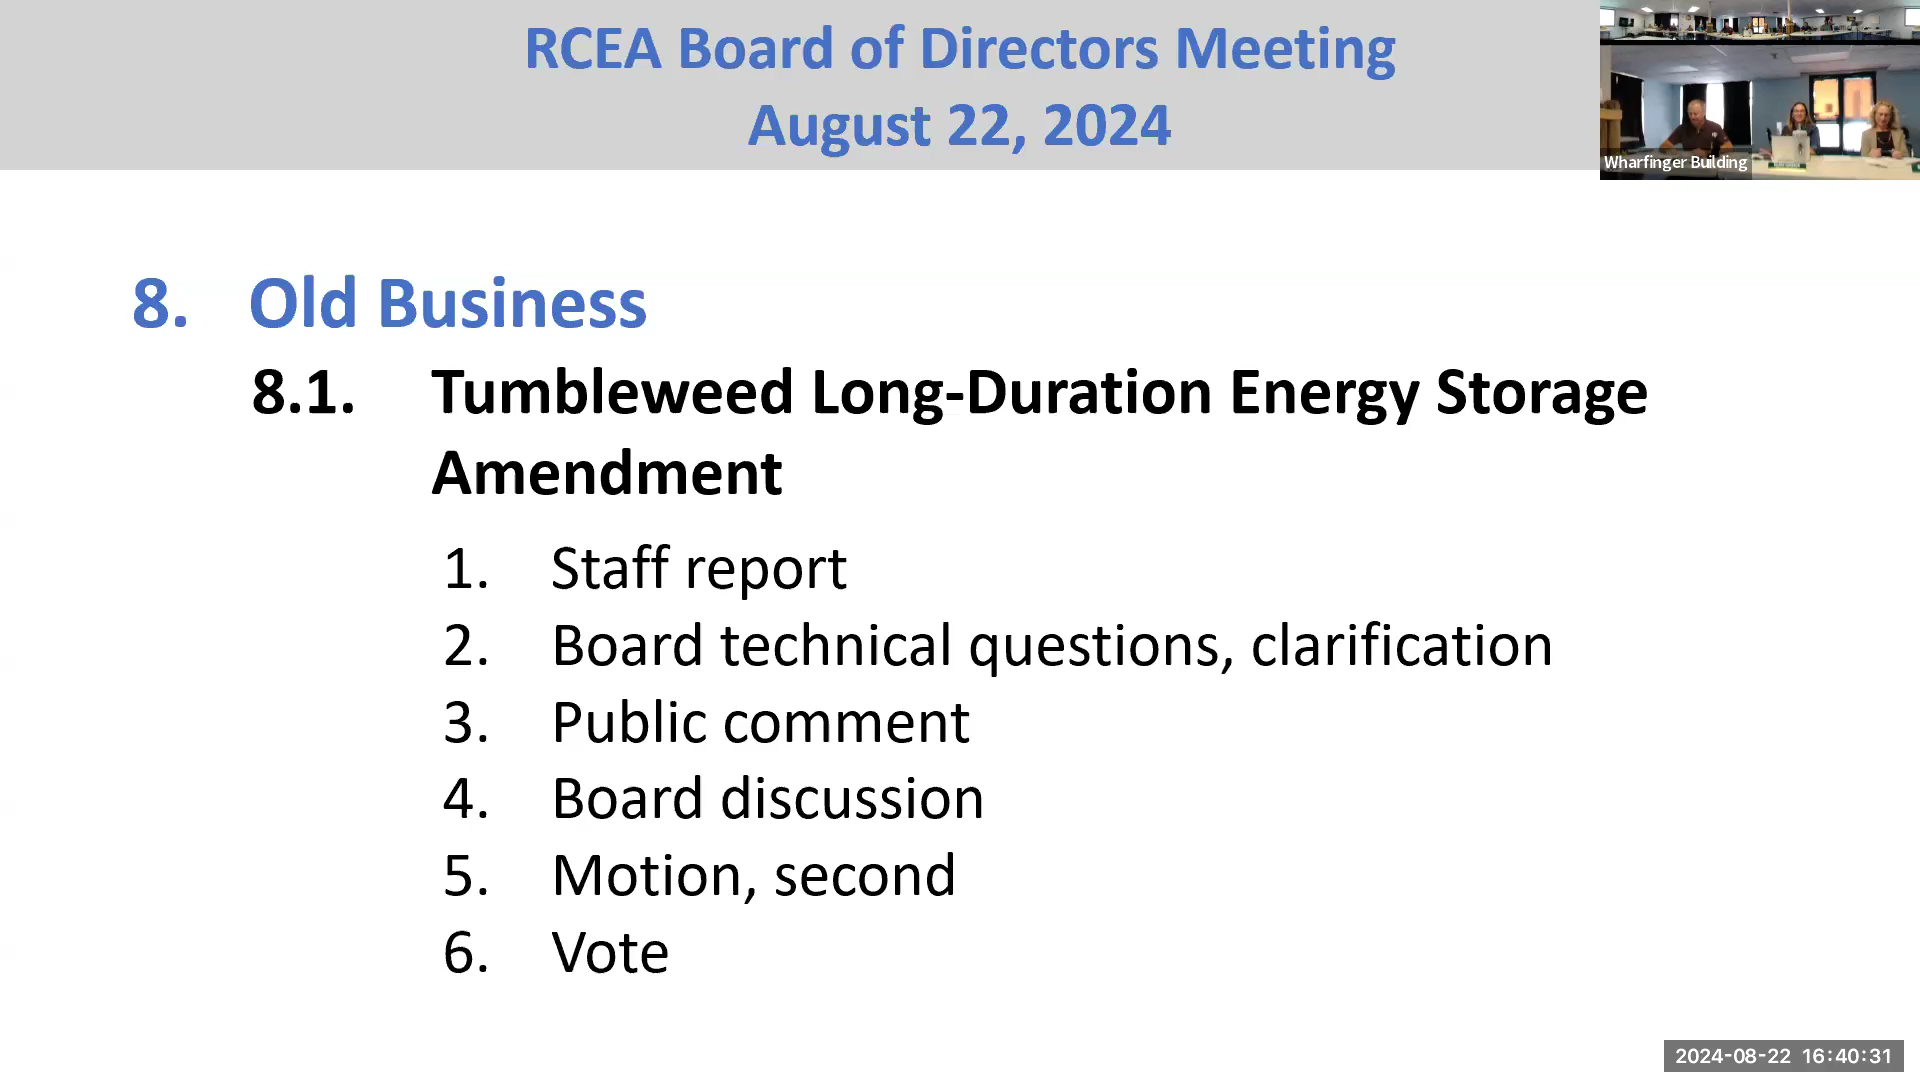 RCEA Board of Directors Meeting
August 22, 2024
Wharfinger Building
8. Old Business
8.1. Tumbleweed Long-Duration Energy Storage
Amendment
1. Staff report
2. Board technical questions, clarification
3. Public comment
4. Board discussion
5. Motion, second
6. Vote
2024-08-22 16:40:31